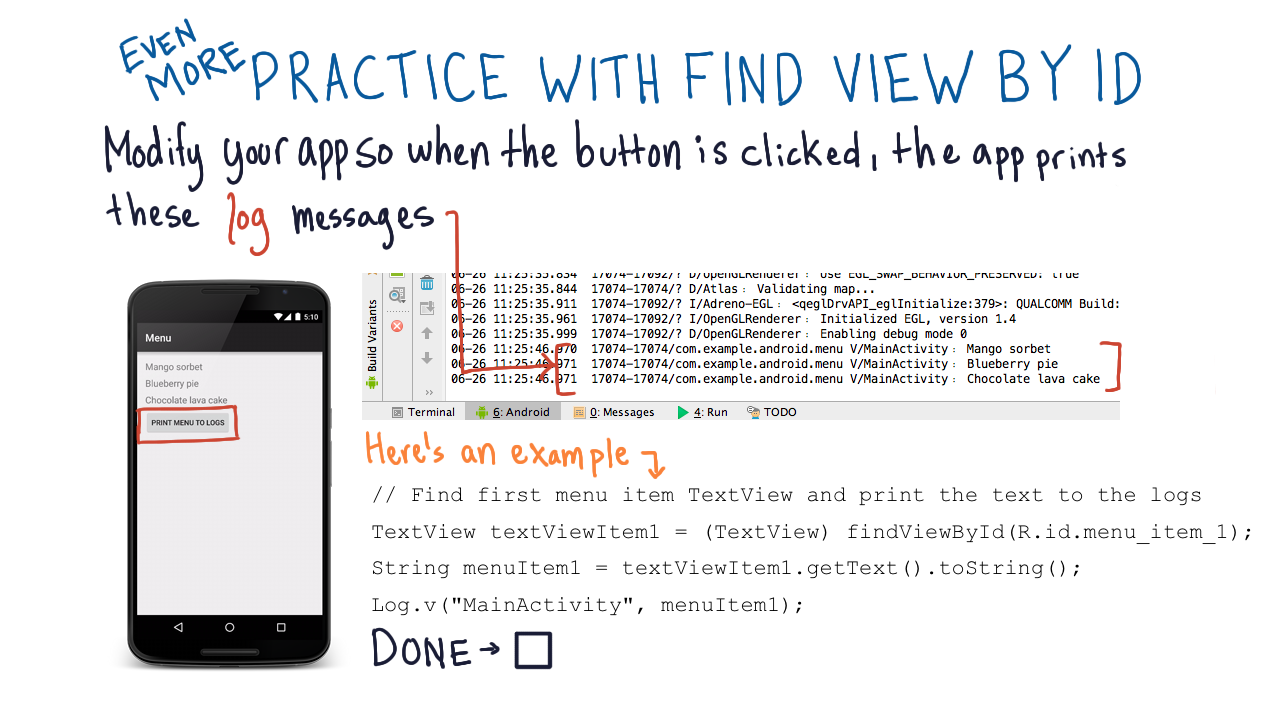 EVEN
MORE
PRACTICE WITH FIND VIEW BY ID
Modify your app so when the button is clicked, the app prints
these log messages
5:10
Menu
Mango sorbet
Blueberry pie
Chocolate lava cake
PRINT MENU TO LOGS
Build Variants
06-26 11:25:35.834 17074-17092/? D/OpenGLRenderer: Use EGL_SWAP_BEHAVIOR_PRESERVED: true
06-26 11:25:35.844 17074-17074/? D/Atlas: Validating map...
06-26 11:25:35.911 17074-17092/? I/Adreno-EGL: <qeglDrvAPI_eglInitialize:379>: QUALCOMM Build:
06-26 11:25:35.961 17074-17092/? I/OpenGLRenderer: Initialized EGL, version 1.4
06-26 11:25:35.999 17074-17092/? D/OpenGLRenderer: Enabling debug mode 0
06-26 11:25:46.970 17074-17074/com.example.android.menu V/MainActivity: Mango sorbet
06-26 11:25:46.971 17074-17074/com.example.android.menu V/MainActivity: Blueberry pie
06-26 11:25:46.971 17074-17074/com.example.android.menu V/MainActivity: Chocolate lava cake
Terminal 6: Android 0: Messages 4: Run TODO
Here's an example
// Find first menu item TextView and print the text to the logs
TextView textViewItem1 = (TextView) findViewById(R.id.menu_item_1);
String menuItem1 = textViewItem1.getText().toString();
Log.v("MainActivity", menuItem1);
DONE →